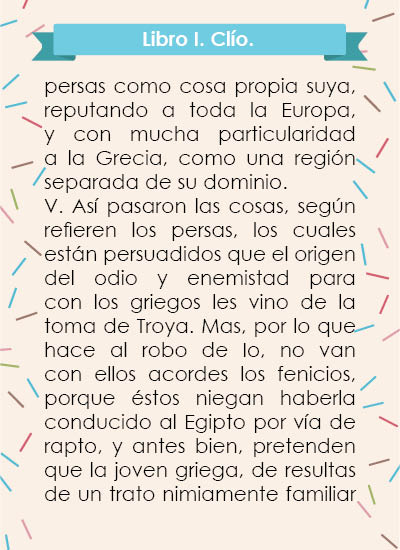 Libro I. Clío.
persas como cosa propia suya,
reputando a toda la Europa,
y con mucha particularidad
a la Grecia, como una región
separada de su dominio.
V. Así pasaron las cosas, según
refieren los persas, los cuales
están persuadidos que el origen
del odio y enemistad para
con los griegos les vino de la
toma de Troya. Mas, por lo que
hace al robo de Io, no van
con ellos acordes los fenicios,
porque éstos niegan haberla
conducido al Egipto por vía de
rapto, y antes bien, pretenden
que la joven griega, de resultas
de un trato nimiamente familiar